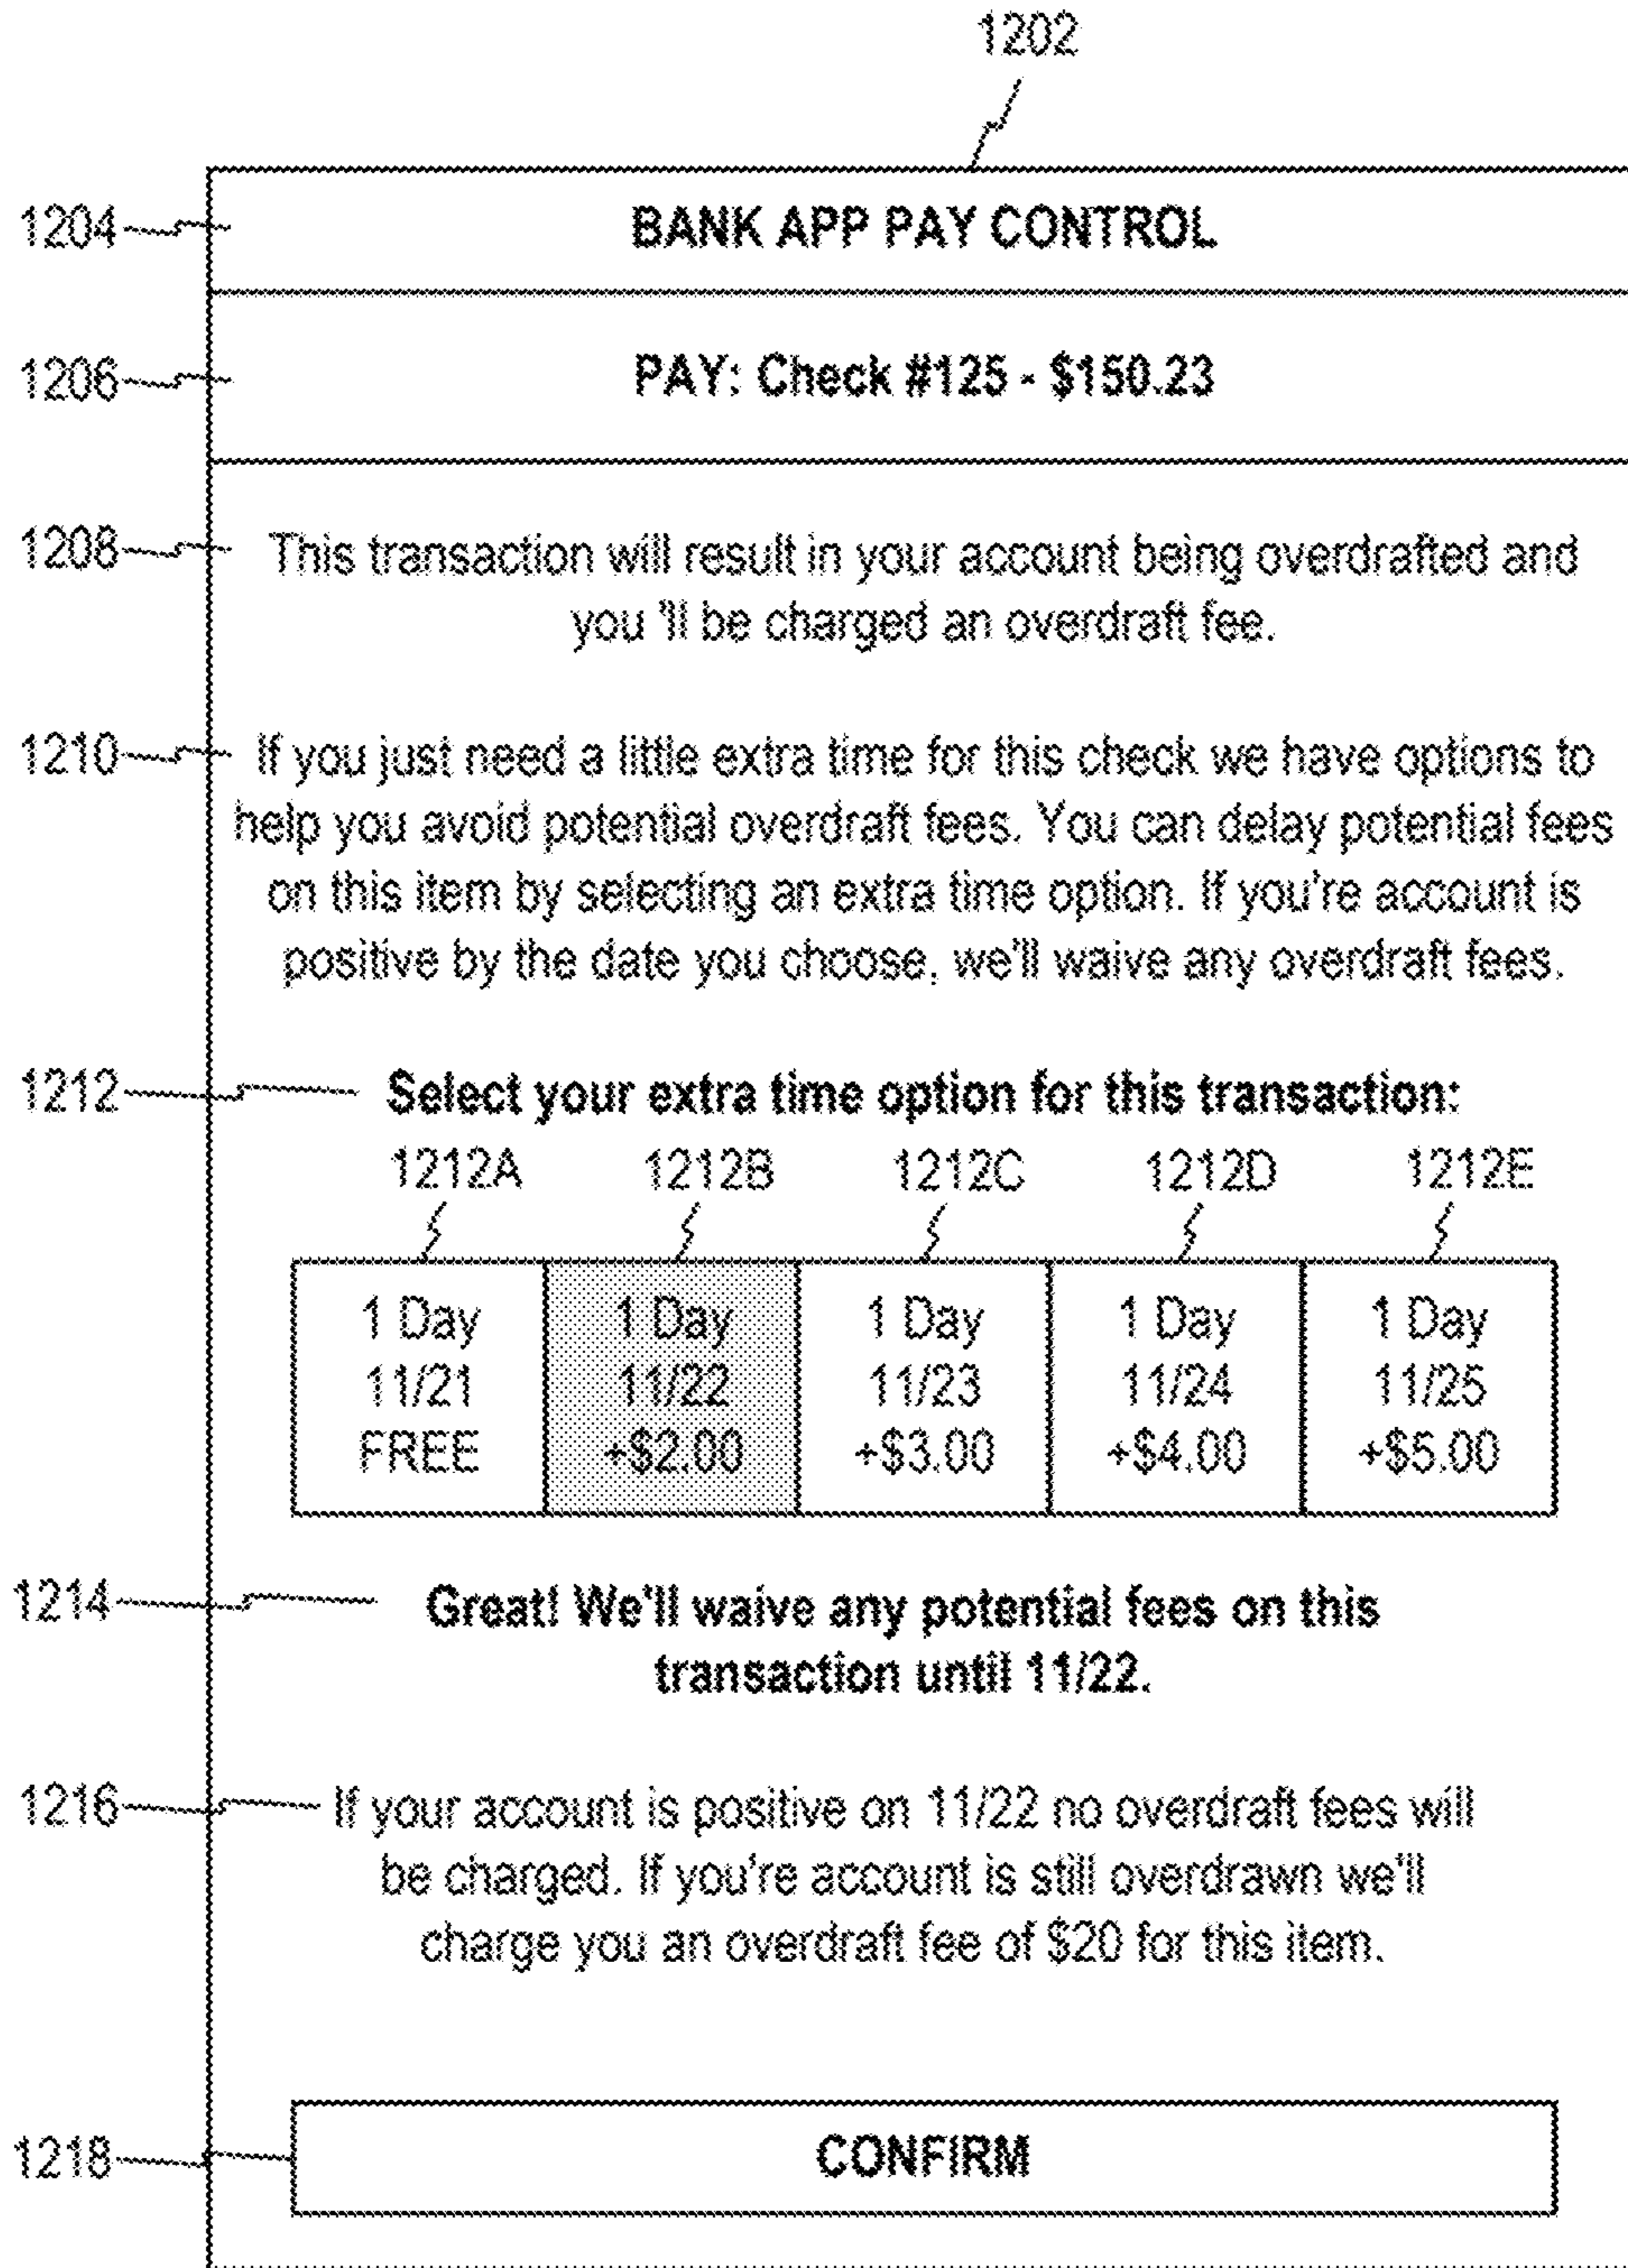 1202
1204
BANK APP PAY CONTROL
1206
PAY: Check #125 - $150.23
1208
This transaction will result in your account being overdrafted and
you 'll be charged an overdraft fee.
1210
If you just need a little extra time for this check we have options to
help you avoid potential overdraft fees. You can delay potential fees
on this item by selecting an extra time option. If you're account is
positive by the date you choose, we'll waive any overdraft fees.
1212
Select your extra time option for this transaction:
1212A 1212B 1212C 1212D 1212E
1 Day 1 Day 1 Day 1 Day 1 Day
11/21 11/22 11/23 11/24 11/25
FREE +$2.00 +$3.00 +$4.00 +$5.00
1214
Great! We'll waive any potential fees on this
transaction until 11/22.
1216
If your account is positive on 11/22 no overdraft fees will
be charged. If you're account is still overdrawn we'll
charge you an overdraft fee of $20 for this item.
1218
CONFIRM